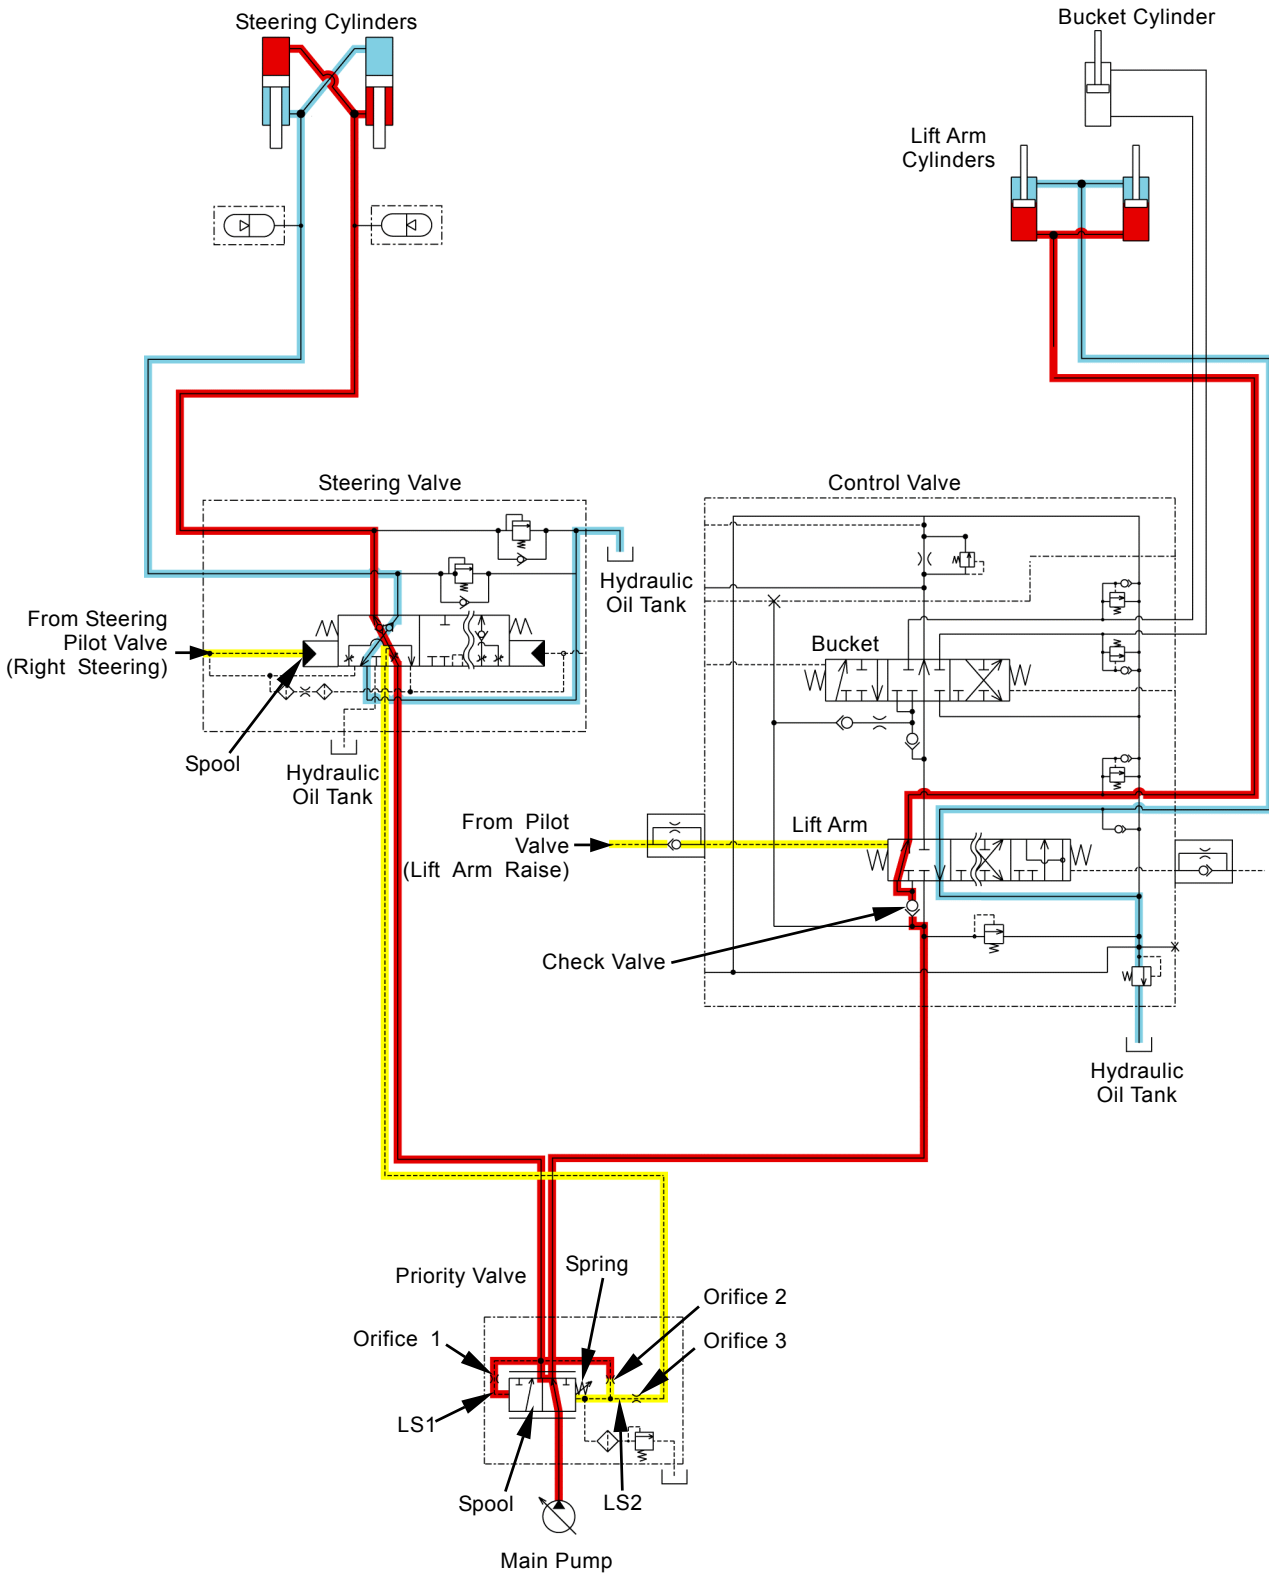 Steering Cylinders
Bucket Cylinder
Lift Arm
Cylinders
Steering Valve
Control Valve
Hydraulic
Oil Tank
From Steering
Pilot Valve
(Right Steering)
Bucket
Spool
Hydraulic
Oil Tank
From Pilot
Valve
(Lift Arm Raise)
Lift Arm
Check Valve
Hydraulic
Oil Tank
Priority Valve
Spring
Orifice 2
Orifice 1
Orifice 3
LS1
Spool
LS2
Main Pump